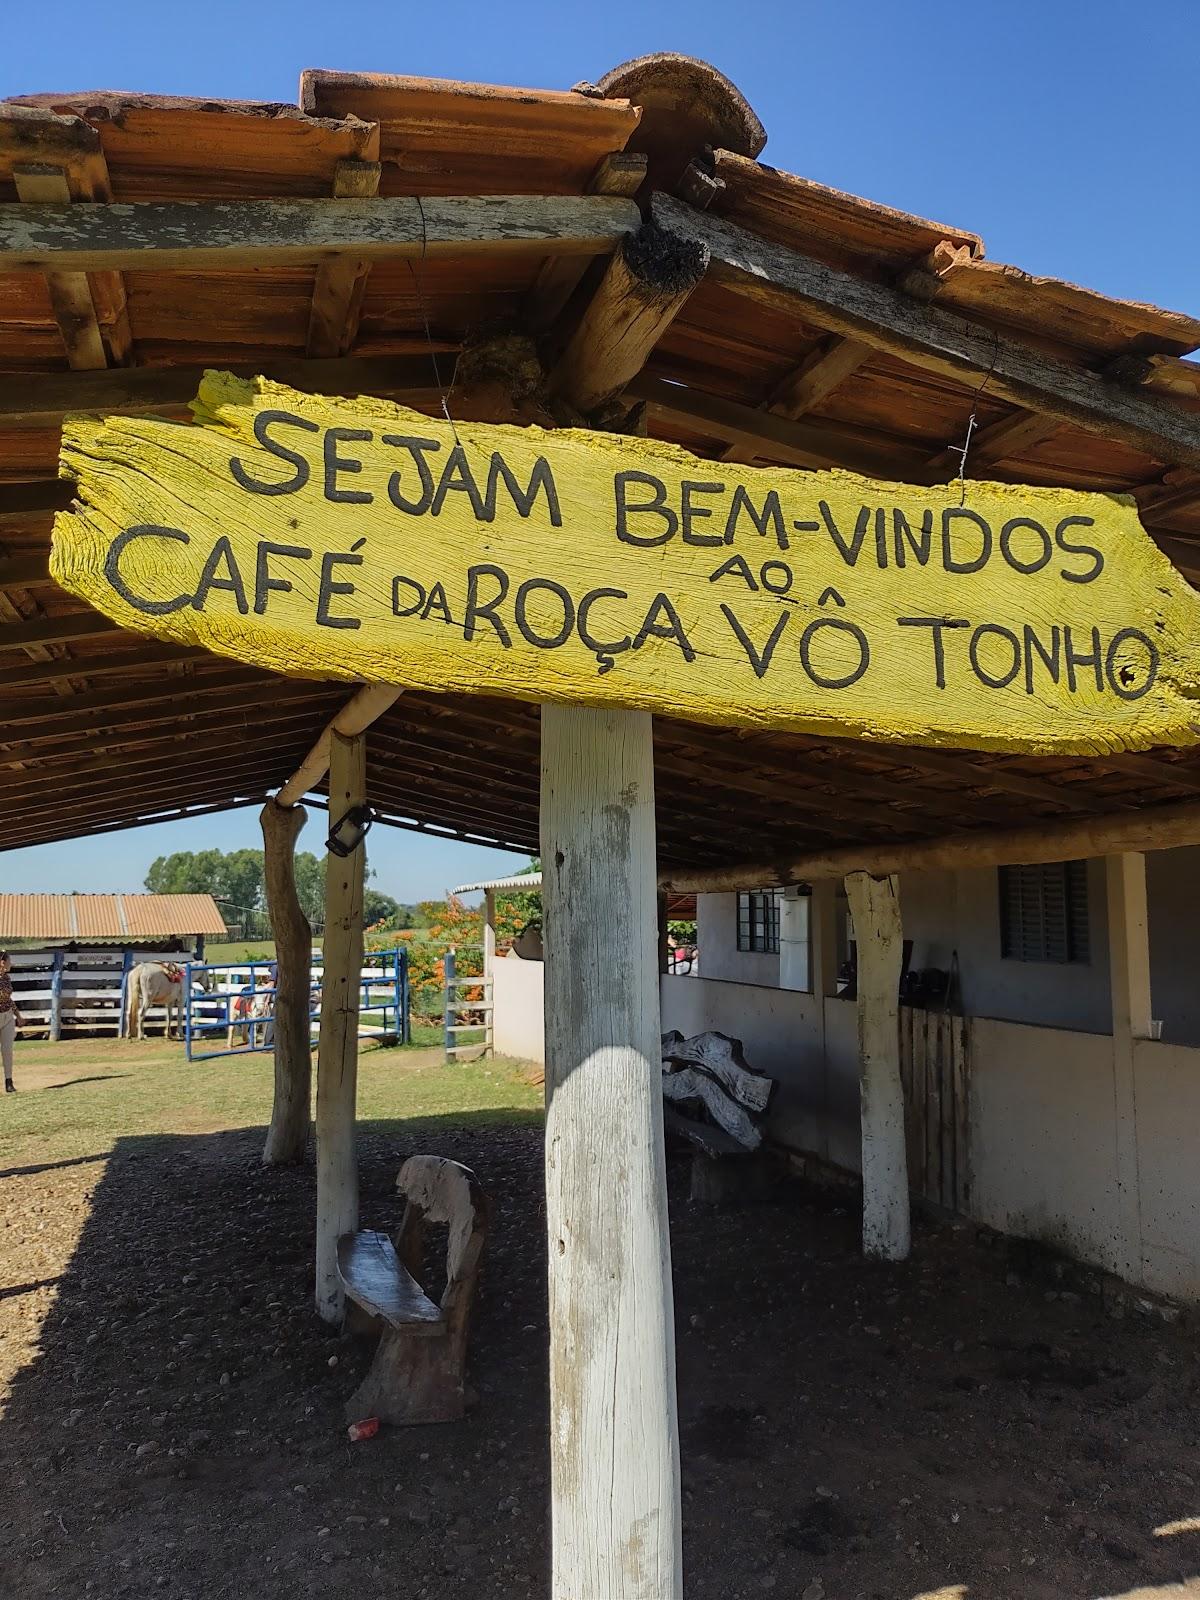 SEJAM BEM-VINDOS
AO
CAFÉ DA ROÇA VÔ TONHO